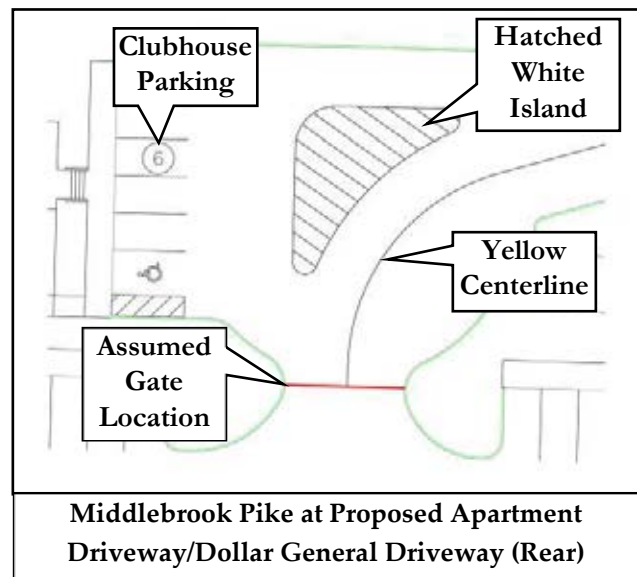 Clubhouse
Parking
Hatched
White
Island
6
Yellow
Centerline
Assumed
Gate
Location
Middlebrook Pike at Proposed Apartment
Driveway/Dollar General Driveway (Rear)